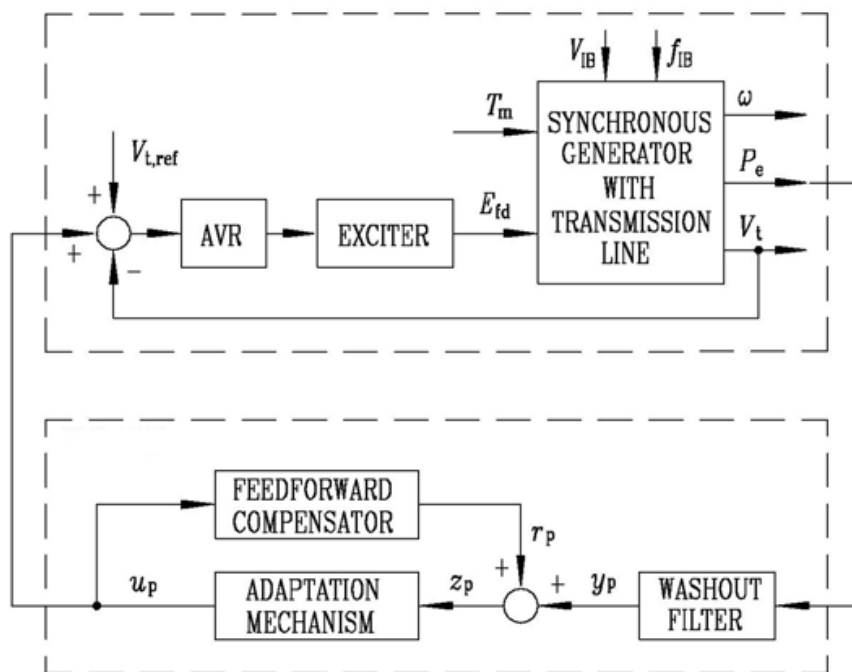 V_IB
f_IB
T_m
SYNCHRONOUS
GENERATOR
WITH
TRANSMISSION
LINE
ω
P_e
V_t
V_t,ref
+
+
−
AVR
EXCITER
E_fd
FEEDFORWARD
COMPENSATOR
r_p
u_p
ADAPTATION
MECHANISM
z_p
+
+
y_p
WASHOUT
FILTER